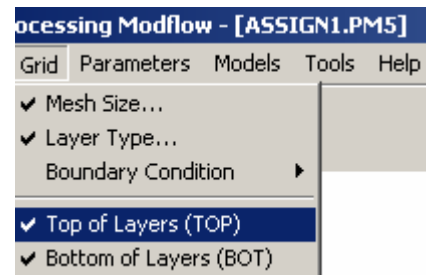 ocessing Modflow - [ASSIGN1.PM5]
Grid Parameters Models Tools Help
Mesh Size...
Layer Type...
Boundary Condition
Top of Layers (TOP)
Bottom of Layers (BOT)